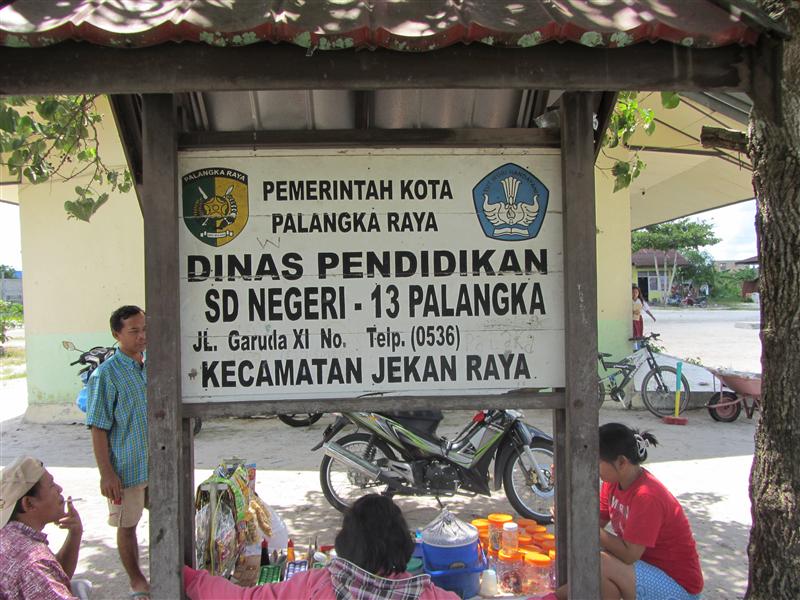 PALANGKA RAYA
PEMERINTAH KOTA
PALANGKA RAYA
DINAS PENDIDIKAN
SD NEGERI - 13 PALANGKA
JL. Garuda XI No. Telp. (0536)
KECAMATAN JEKAN RAYA